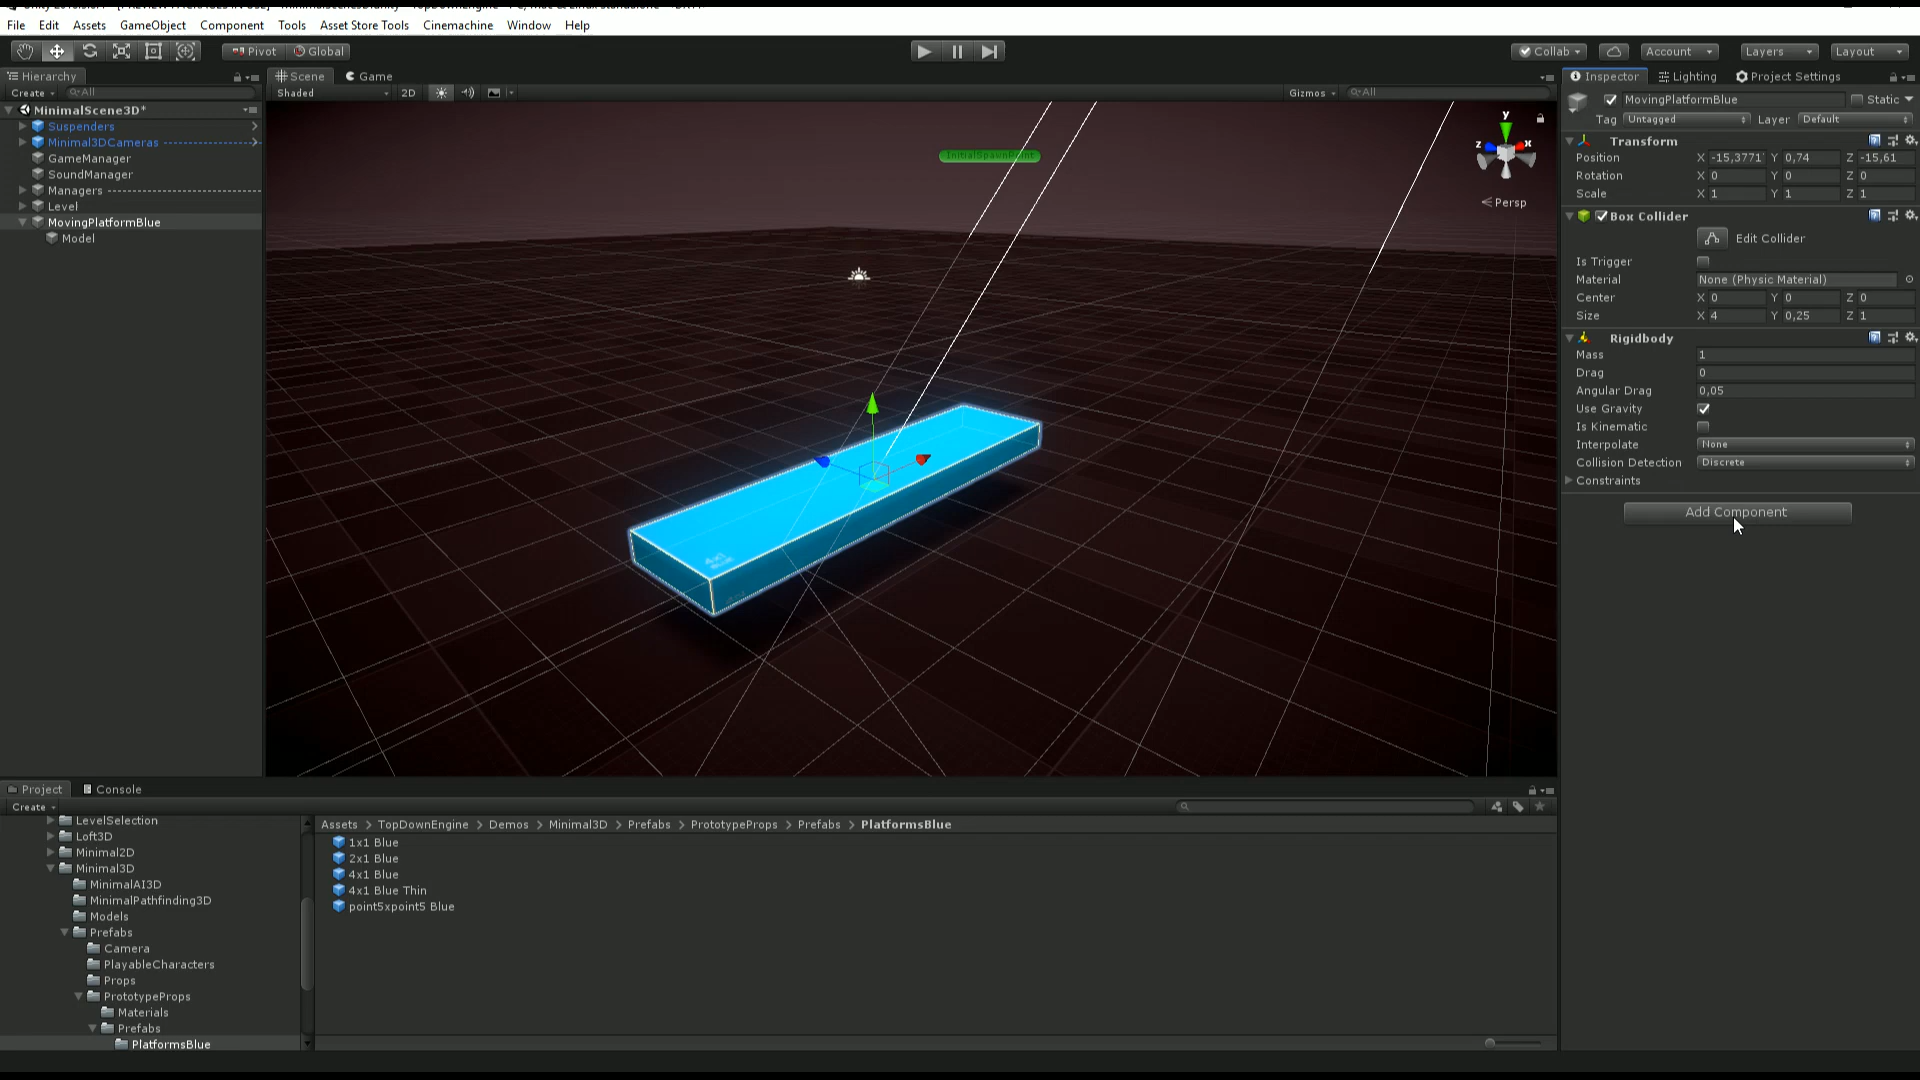 File Edit Assets GameObject Component Tools Asset Store Tools Cinemachine Window Help
Pivot Global Collab Account Layers Layout
Hierarchy
Create All
MinimalScene3D*
Suspenders
Minimal3DCameras
GameManager
SoundManager
Managers
Level
MovingPlatformBlue
Model
Scene Game
Shaded 2D Gizmos All
InitialSpawnPoint
y
z x
Persp
4x1
BLUE
Inspector Lighting Project Settings
MovingPlatformBlue Static
Tag Untagged Layer Default
Transform
Position X -15,3771 Y 0,74 Z -15,61
Rotation X 0 Y 0 Z 0
Scale X 1 Y 1 Z 1
Box Collider
Edit Collider
Is Trigger
Material None (Physic Material)
Center X 0 Y 0 Z 0
Size X 4 Y 0,25 Z 1
Rigidbody
Mass 1
Drag 0
Angular Drag 0,05
Use Gravity
Is Kinematic
Interpolate None
Collision Detection Discrete
Constraints
Add Component
Project Console
Create
LevelSelection
Loft3D
Minimal2D
Minimal3D
MinimalAI3D
MinimalPathfinding3D
Models
Prefabs
Camera
PlayableCharacters
Props
PrototypeProps
Materials
Prefabs
PlatformsBlue
Assets > TopDownEngine > Demos > Minimal3D > Prefabs > PrototypeProps > Prefabs > PlatformsBlue
1x1 Blue
2x1 Blue
4x1 Blue
4x1 Blue Thin
point5xpoint5 Blue